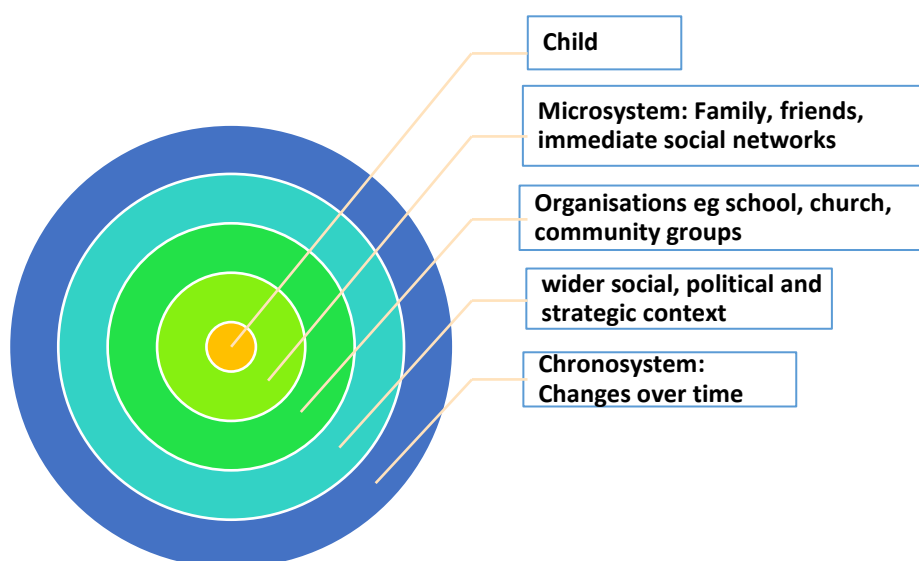 Child
Microsystem: Family, friends,
immediate social networks
Organisations eg school, church,
community groups
wider social, political and
strategic context
Chronosystem:
Changes over time